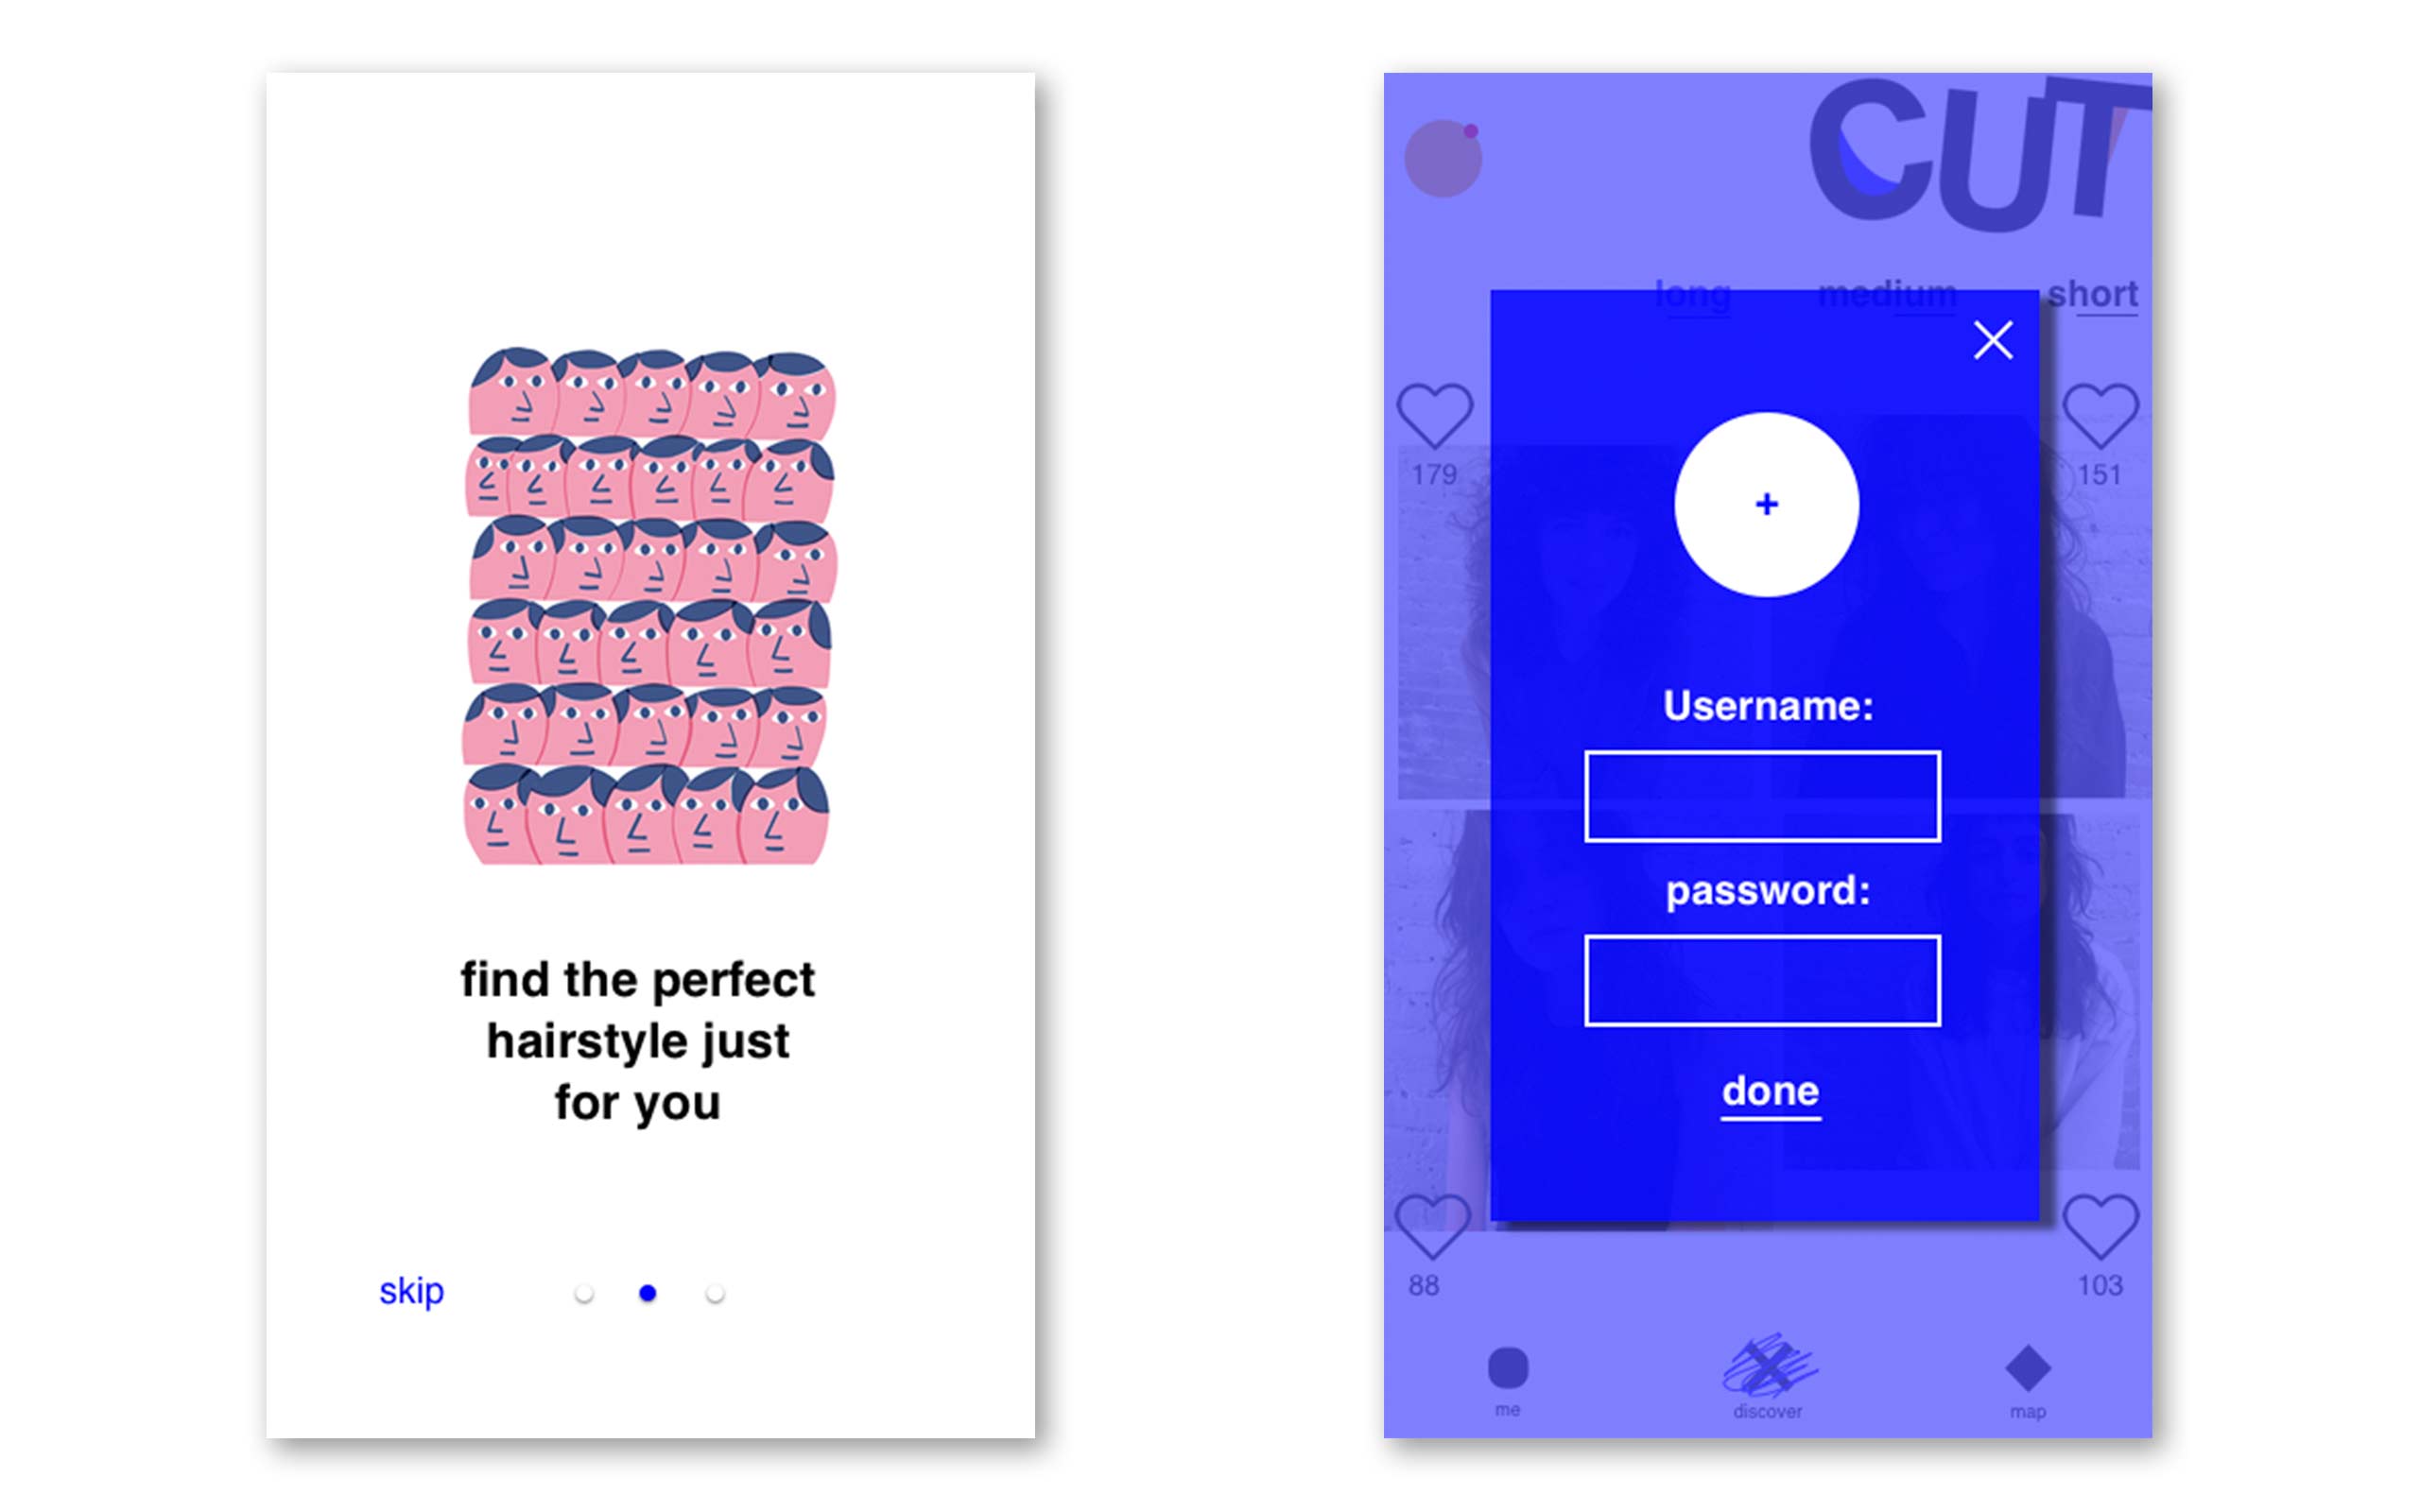 find the perfect
hairstyle just
for you
skip
CUT
long medium short
179
151
+
Username:
password:
done
88
103
me
discover
map